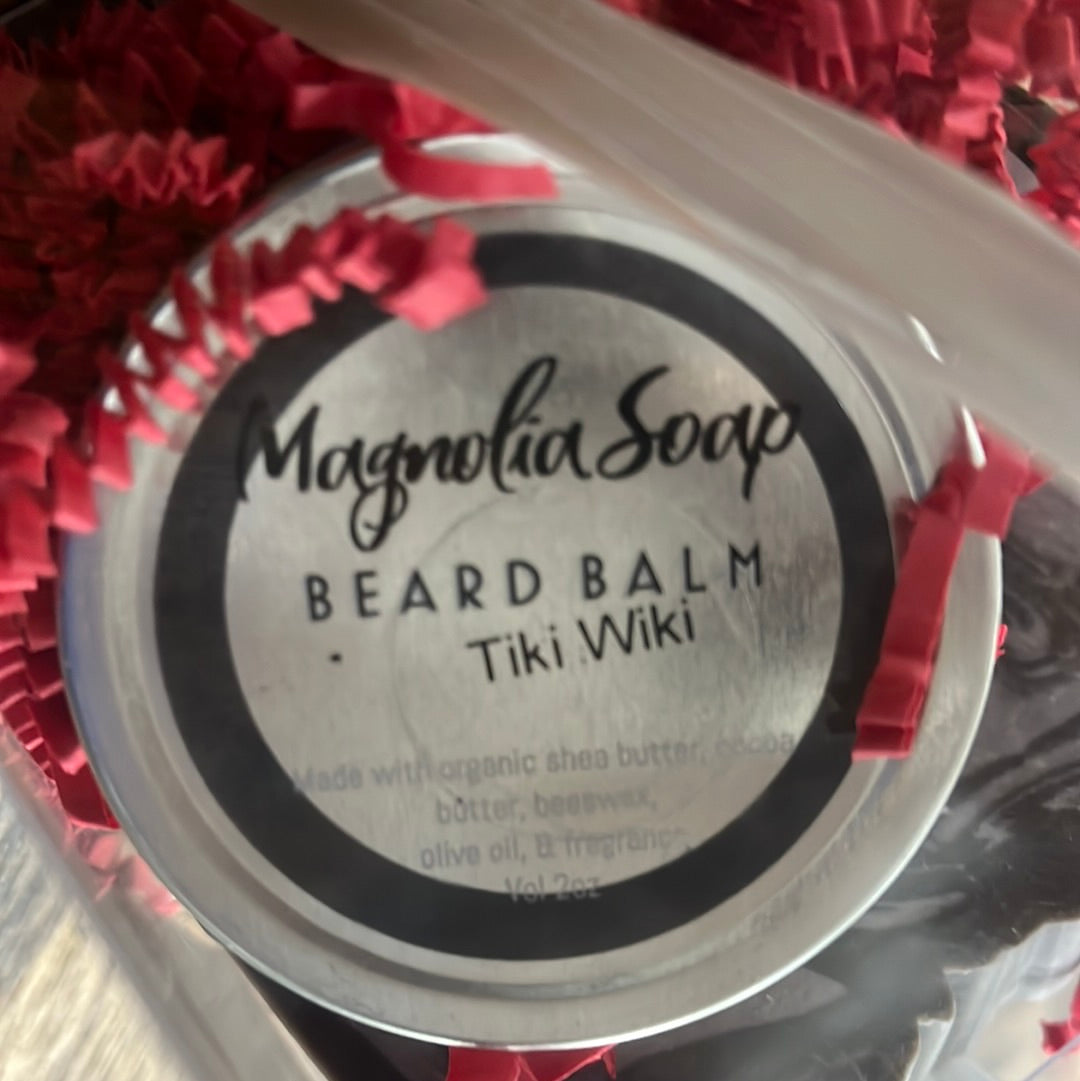 Magnolia Soap
BEARD BALM
Tiki Wiki
Made with organic shea butter, cocoa
butter, beeswax,
olive oil, & fragrance
Vol 2oz